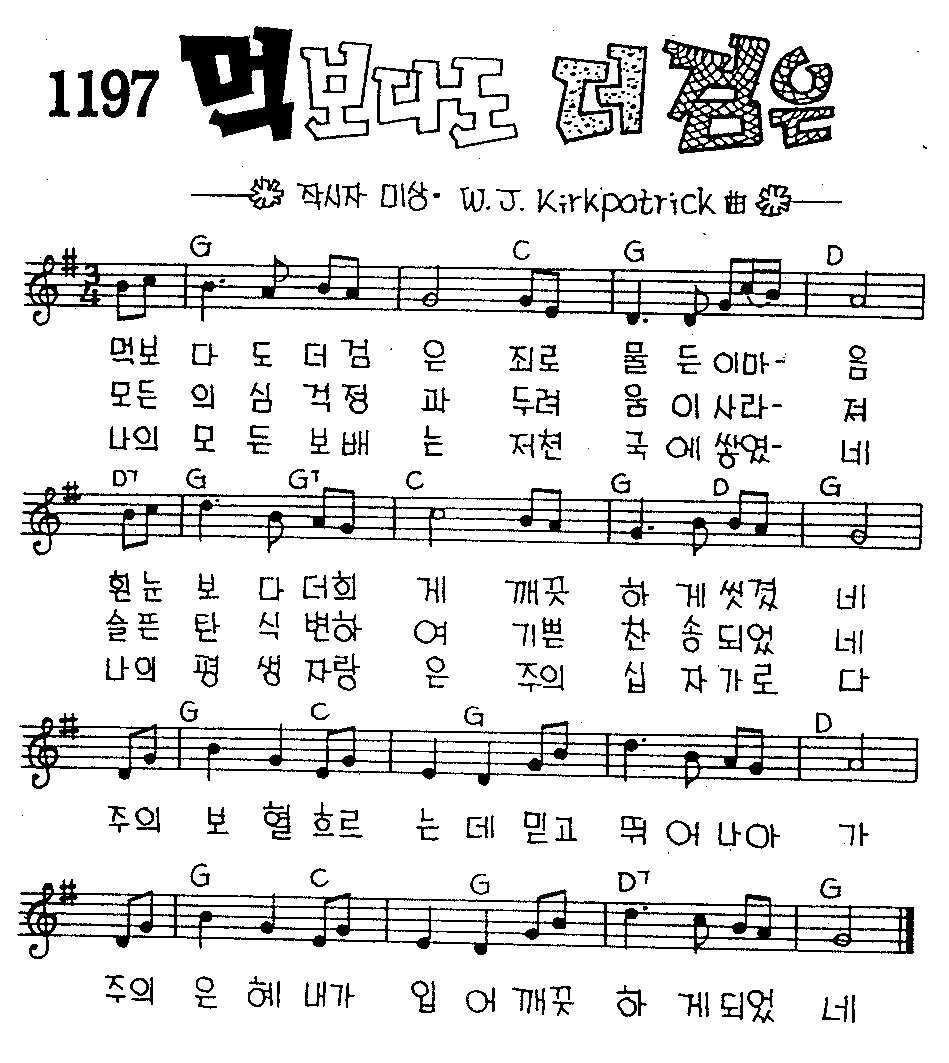 1197 먹보다도 더 검은
작시자 미상· W. J. Kirkpatrick 曲
G C G D
3 4
먹보 다 도 더 검 은 죄로 물 든 이마- 음
모든 의 심 걱 정 과 두려 움 이 사라- 져
나의 모 든 보 배 는 저천 국 에 쌓였- 네
D7 G G7 C G D G
흰눈 보 다 더희 게 깨끗 하 게 씻겼 네
슬픈 탄 식 변하 여 기쁜 찬 송 되었 네
나의 평 생 자랑 은 주의 십 자 가로 다
G C G D
주의 보 혈 흐르 는 데 믿고 뛰 어 나아 가
G C G D7 G
주의 은 혜 내가 입 어 깨끗 하 게 되었 네